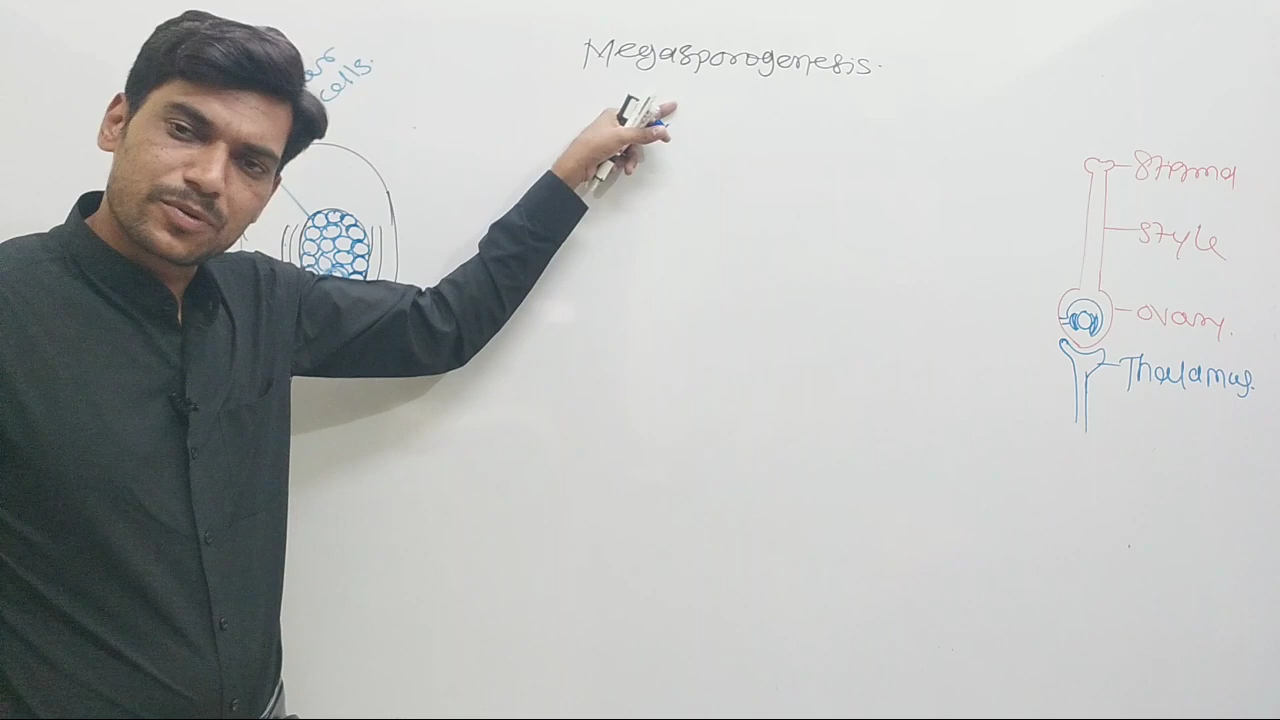 cells.
Megasporogenesis.
Stigma
Style
Ovary.
Thalamus.